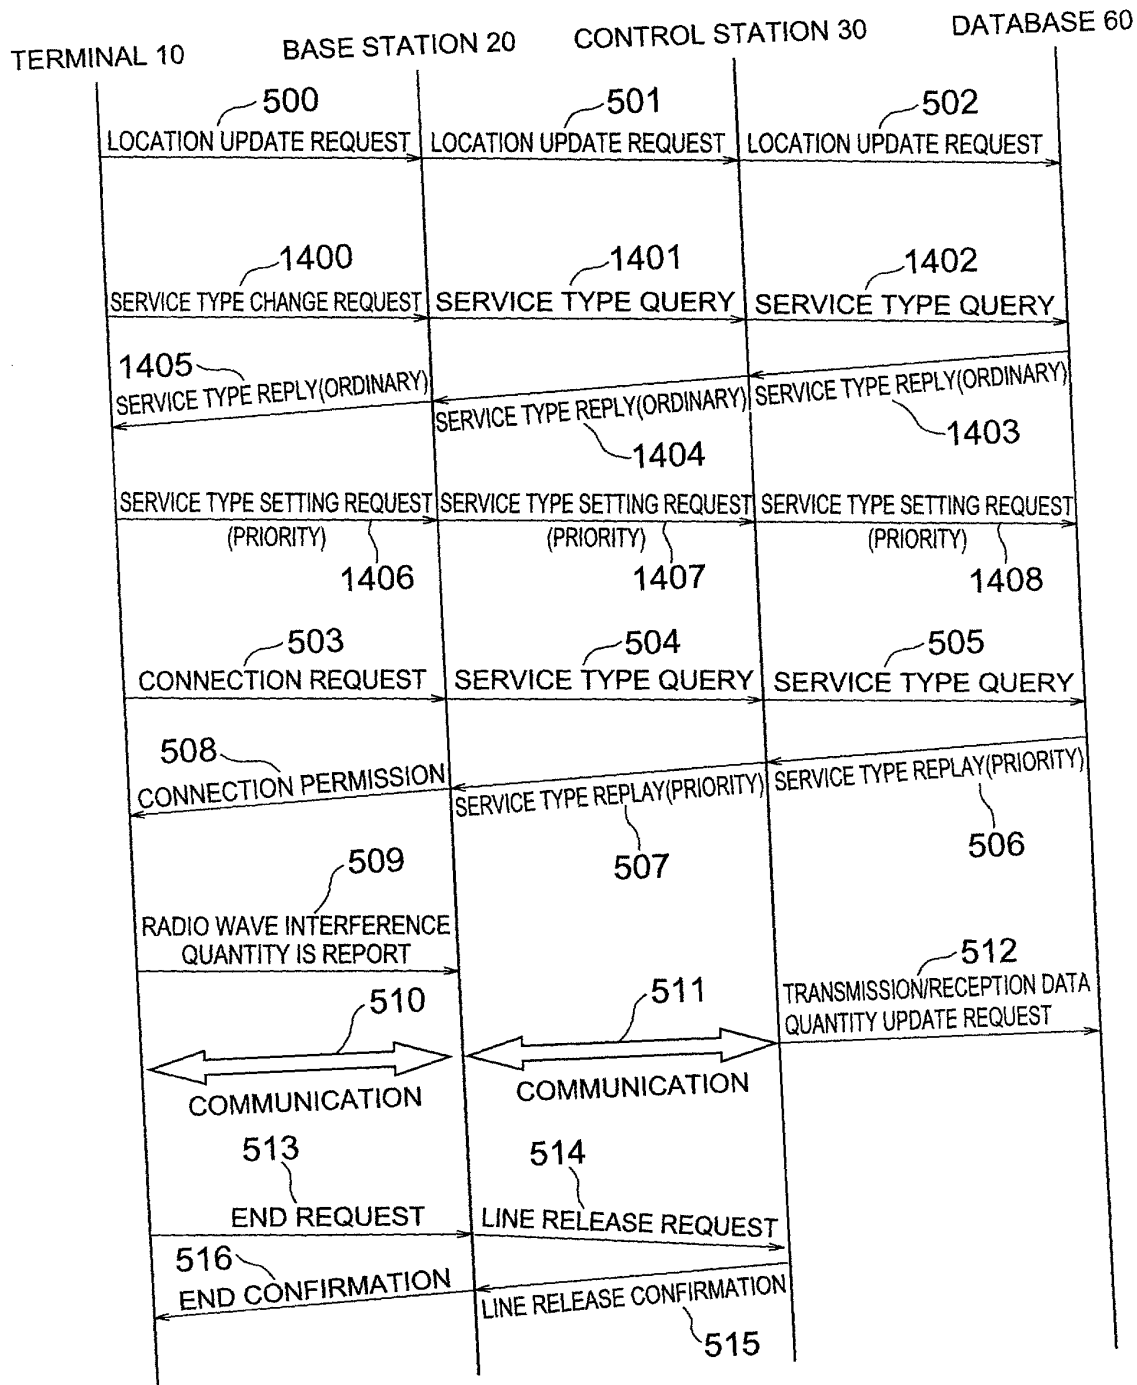 TERMINAL 10
BASE STATION 20
CONTROL STATION 30
DATABASE 60
500
501
502
LOCATION UPDATE REQUEST
LOCATION UPDATE REQUEST
LOCATION UPDATE REQUEST
1400
1401
1402
SERVICE TYPE CHANGE REQUEST
SERVICE TYPE QUERY
SERVICE TYPE QUERY
1405
SERVICE TYPE REPLY(ORDINARY)
SERVICE TYPE REPLY(ORDINARY)
SERVICE TYPE REPLY(ORDINARY)
1404
1403
SERVICE TYPE SETTING REQUEST
(PRIORITY)
SERVICE TYPE SETTING REQUEST
(PRIORITY)
SERVICE TYPE SETTING REQUEST
(PRIORITY)
1406
1407
1408
503
504
505
CONNECTION REQUEST
SERVICE TYPE QUERY
SERVICE TYPE QUERY
508
CONNECTION PERMISSION
SERVICE TYPE REPLAY(PRIORITY)
SERVICE TYPE REPLAY(PRIORITY)
507
506
509
RADIO WAVE INTERFERENCE
QUANTITY IS REPORT
512
TRANSMISSION/RECEPTION DATA
QUANTITY UPDATE REQUEST
510
511
COMMUNICATION
COMMUNICATION
513
514
END REQUEST
LINE RELEASE REQUEST
516
END CONFIRMATION
LINE RELEASE CONFIRMATION
515